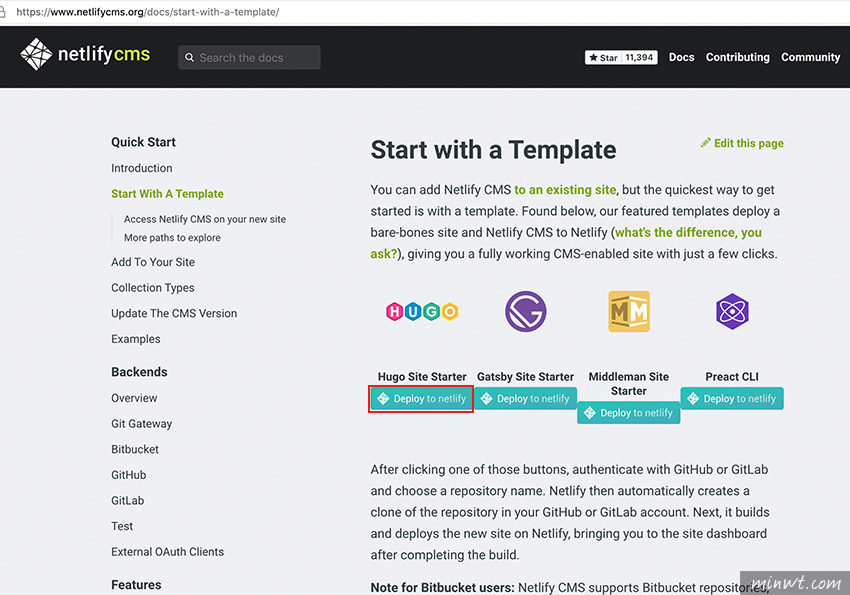 https://www.netlifycms.org/docs/start-with-a-template/
netlifycms
Search the docs
Star 11,394
Docs
Contributing
Community
Quick Start
Introduction
Start With A Template
Access Netlify CMS on your new site
More paths to explore
Add To Your Site
Collection Types
Update The CMS Version
Examples
Backends
Overview
Git Gateway
Bitbucket
GitHub
GitLab
Test
External OAuth Clients
Features
Start with a Template
Edit this page
You can add Netlify CMS to an existing site, but the quickest way to get
started is with a template. Found below, our featured templates deploy a
bare-bones site and Netlify CMS to Netlify (what's the difference, you
ask?), giving you a fully working CMS-enabled site with just a few clicks.
HUGO
G
MM
Hugo Site Starter
Deploy to netlify
Gatsby Site Starter
Deploy to netlify
Middleman Site
Starter
Deploy to netlify
Preact CLI
Deploy to netlify
After clicking one of those buttons, authenticate with GitHub or GitLab
and choose a repository name. Netlify then automatically creates a
clone of the repository in your GitHub or GitLab account. Next, it builds
and deploys the new site on Netlify, bringing you to the site dashboard
after completing the build.
Note for Bitbucket users: Netlify CMS supports Bitbucket repositories,
minwt.com